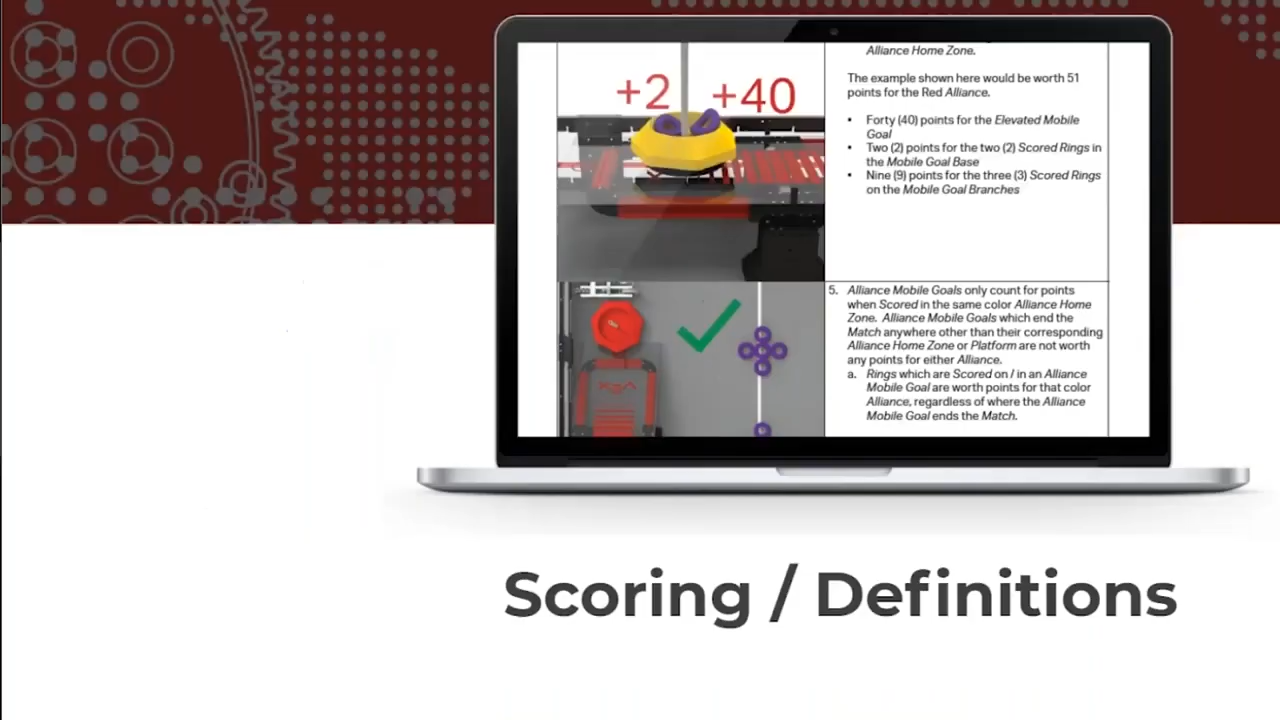 Alliance Home Zone.
The example shown here would be worth 51
points for the Red Alliance.
• Forty (40) points for the Elevated Mobile
Goal
• Two (2) points for the two (2) Scored Rings in
the Mobile Goal Base
• Nine (9) points for the three (3) Scored Rings
on the Mobile Goal Branches
+2 +40
5. Alliance Mobile Goals only count for points
when Scored in the same color Alliance Home
Zone. Alliance Mobile Goals which end the
Match anywhere other than their corresponding
Alliance Home Zone or Platform are not worth
any points for either Alliance.
a. Rings which are Scored on / in an Alliance
Mobile Goal are worth points for that color
Alliance, regardless of where the Alliance
Mobile Goal ends the Match.
Scoring / Definitions